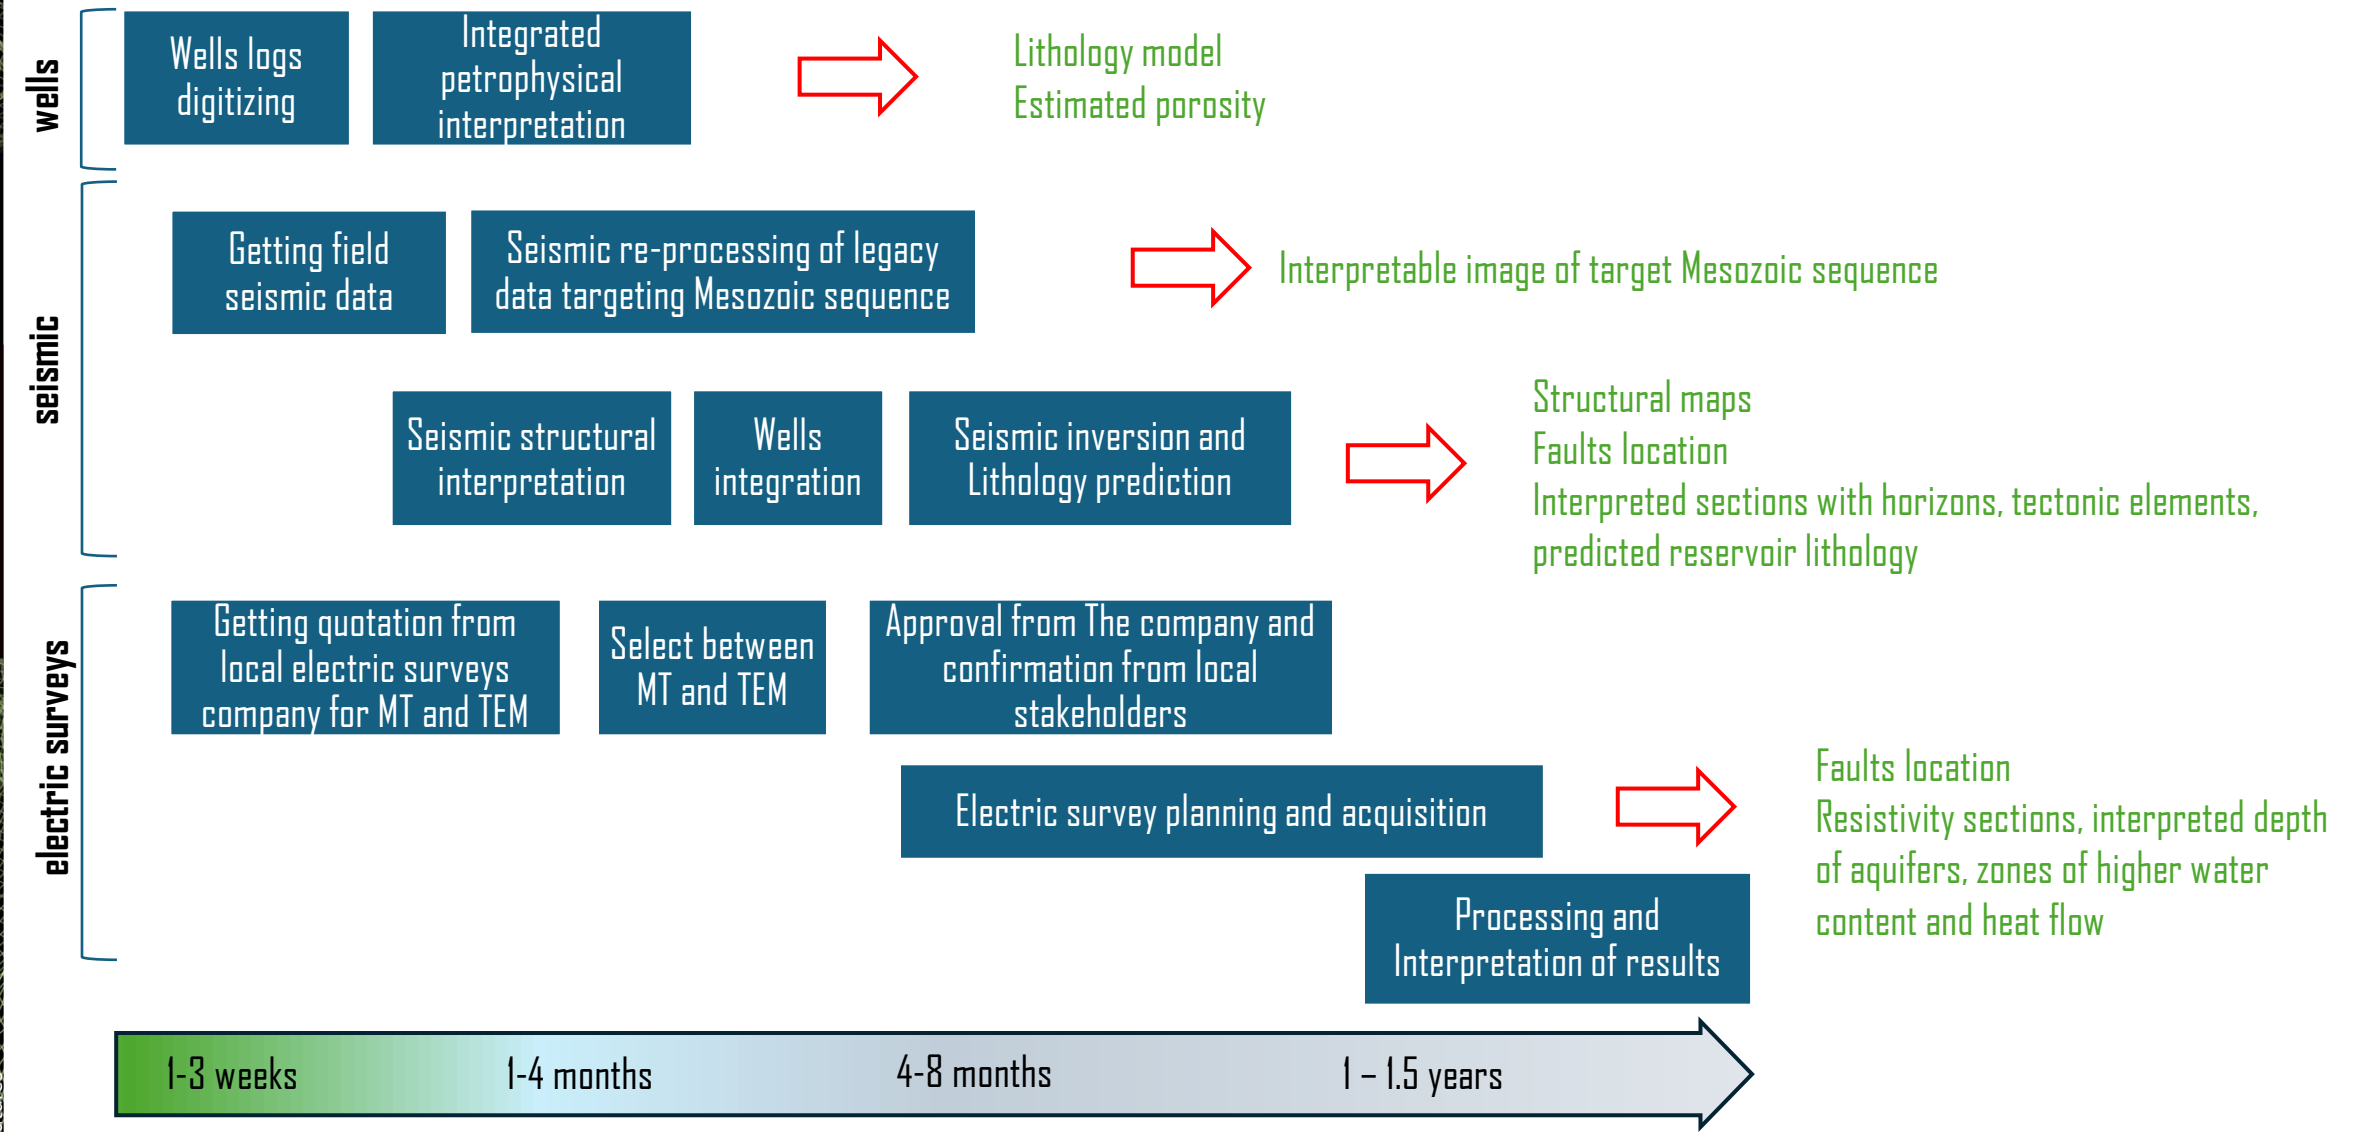 wells
Wells logs
digitizing
Integrated
petrophysical
interpretation
Lithology model
Estimated porosity
seismic
Getting field
seismic data
Seismic re-processing of legacy
data targeting Mesozoic sequence
Interpretable image of target Mesozoic sequence
Seismic structural
interpretation
Wells
integration
Seismic inversion and
Lithology prediction
Structural maps
Faults location
Interpreted sections with horizons, tectonic elements,
predicted reservoir lithology
electric surveys
Getting quotation from
local electric surveys
company for MT and TEM
Select between
MT and TEM
Approval from The company and
confirmation from local
stakeholders
Electric survey planning and acquisition
Processing and
Interpretation of results
Faults location
Resistivity sections, interpreted depth
of aquifers, zones of higher water
content and heat flow
1-3 weeks
1-4 months
4-8 months
1 – 1.5 years